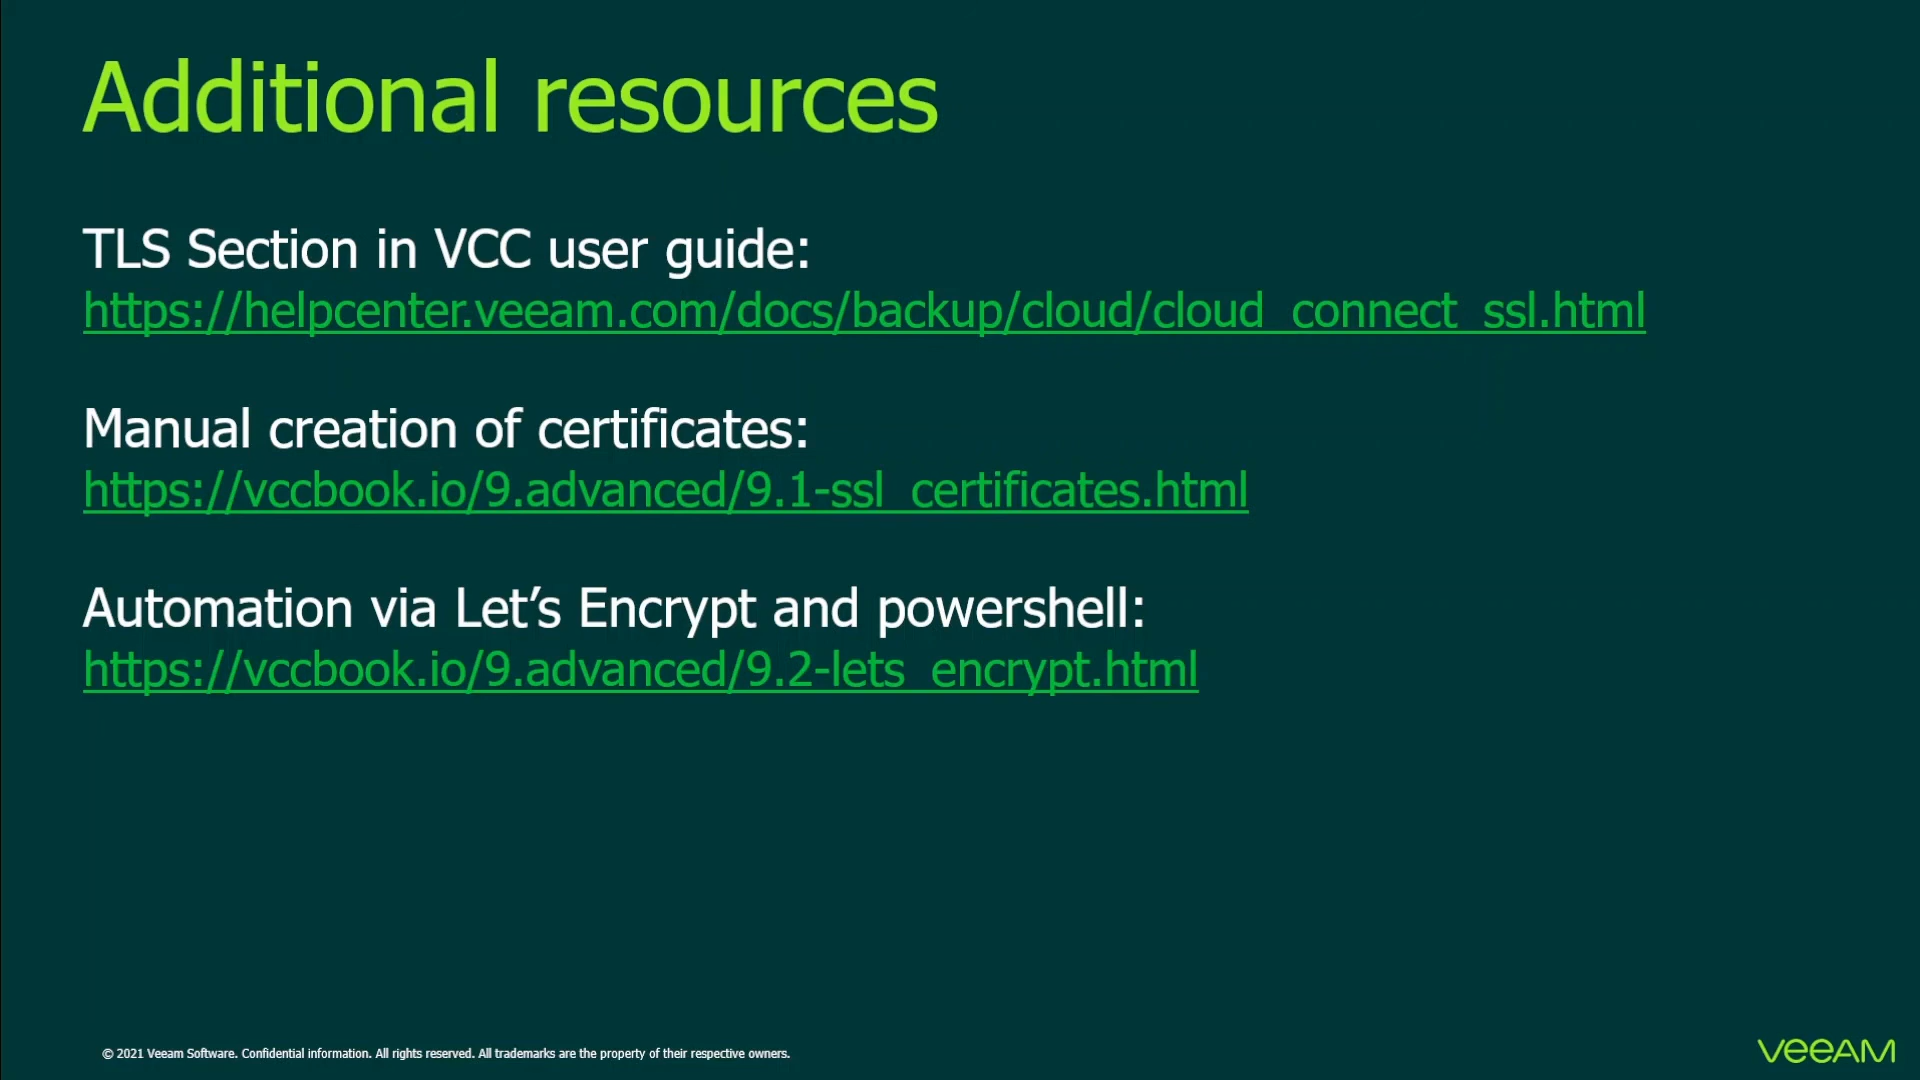 Additional resources
TLS Section in VCC user guide:
https://helpcenter.veeam.com/docs/backup/cloud/cloud_connect_ssl.html
Manual creation of certificates:
https://vccbook.io/9.advanced/9.1-ssl_certificates.html
Automation via Let’s Encrypt and powershell:
https://vccbook.io/9.advanced/9.2-lets_encrypt.html
© 2021 Veeam Software. Confidential information. All rights reserved. All trademarks are the property of their respective owners.
veeAM